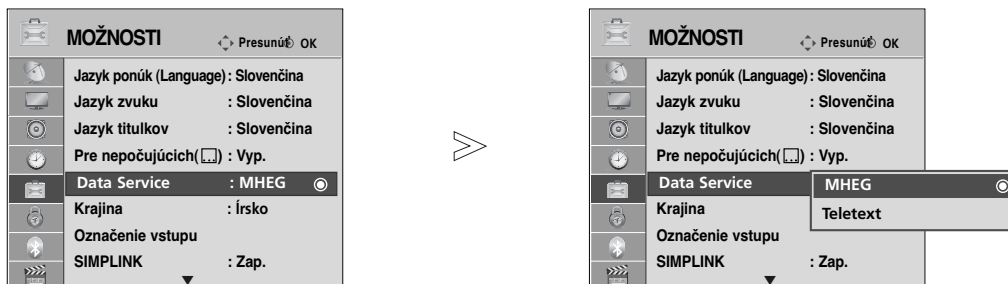 MOŽNOSTI
Presunúť OK
Jazyk ponúk (Language) : Slovenčina
Jazyk zvuku : Slovenčina
Jazyk titulkov : Slovenčina
Pre nepočujúcich( ) : Vyp.
Data Service : MHEG
Krajina : Írsko
Označenie vstupu
SIMPLINK : Zap.
MOŽNOSTI
Presunúť OK
Jazyk ponúk (Language) : Slovenčina
Jazyk zvuku : Slovenčina
Jazyk titulkov : Slovenčina
Pre nepočujúcich( ) : Vyp.
Data Service
MHEG
Teletext
Krajina
Označenie vstupu
SIMPLINK : Zap.